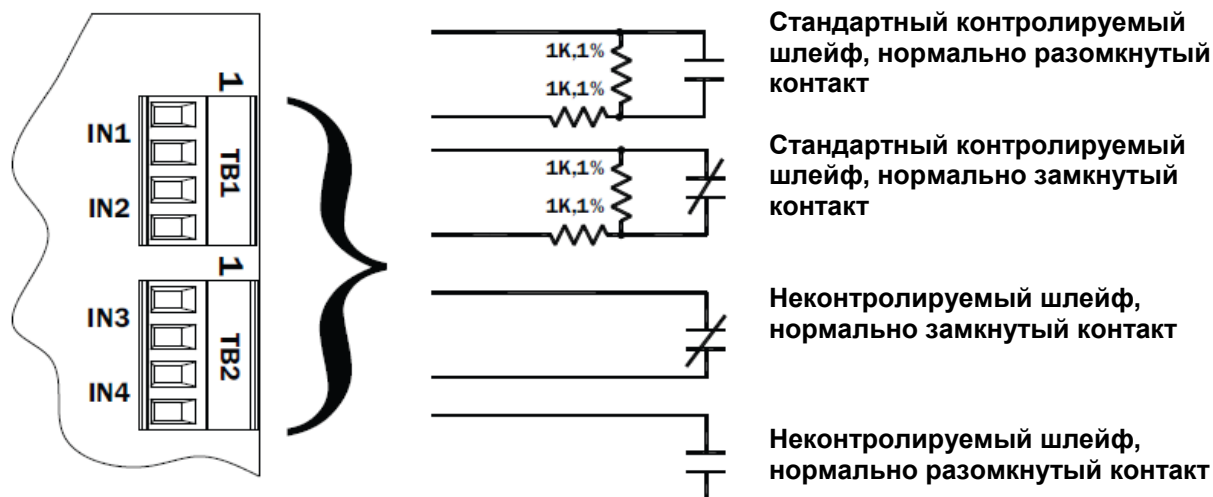 1
IN1
IN2
TB1
1
IN3
IN4
TB2
1K,1%
1K,1%
Стандартный контролируемый
шлейф, нормально разомкнутый
контакт
1K,1%
1K,1%
Стандартный контролируемый
шлейф, нормально замкнутый
контакт
Неконтролируемый шлейф,
нормально замкнутый контакт
Неконтролируемый шлейф,
нормально разомкнутый контакт